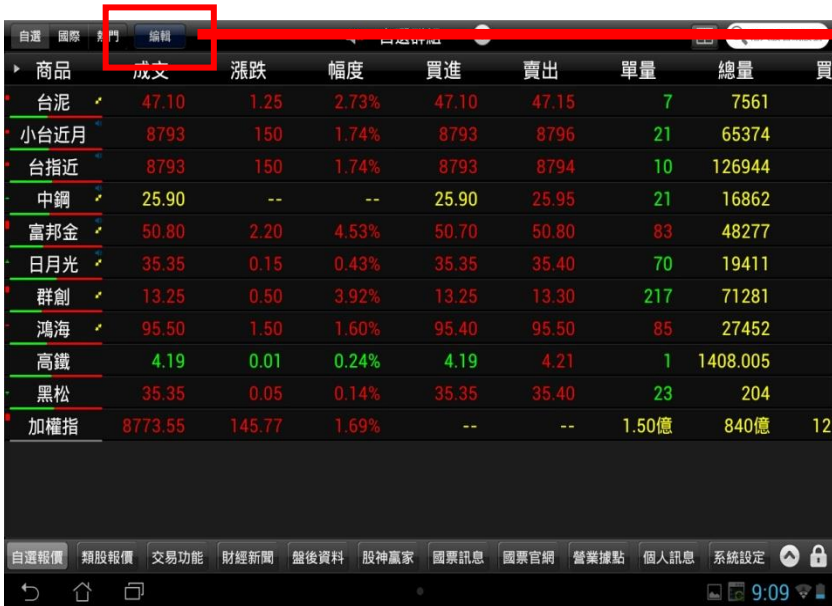 自選 國際 熱門 編輯 自選群組
商品 成交 漲跌 幅度 買進 賣出 單量 總量 買
台泥 47.10 1.25 2.73% 47.10 47.15 7 7561
小台近月 8793 150 1.74% 8793 8796 21 65374
台指近 8793 150 1.74% 8793 8794 10 126944
中鋼 25.90 -- -- 25.90 25.95 21 16862
富邦金 50.80 2.20 4.53% 50.70 50.80 83 48277
日月光 35.35 0.15 0.43% 35.35 35.40 70 19411
群創 13.25 0.50 3.92% 13.25 13.30 217 71281
鴻海 95.50 1.50 1.60% 95.40 95.50 85 27452
高鐵 4.19 0.01 0.24% 4.19 4.21 1 1408.005
黑松 35.35 0.05 0.14% 35.35 35.40 23 204
加權指 8773.55 145.77 1.69% -- -- 1.50億 840億 12
自選報價 類股報價 交易功能 財經新聞 盤後資料 股神贏家 國票訊息 國票官網 營業據點 個人訊息 系統設定
9:09